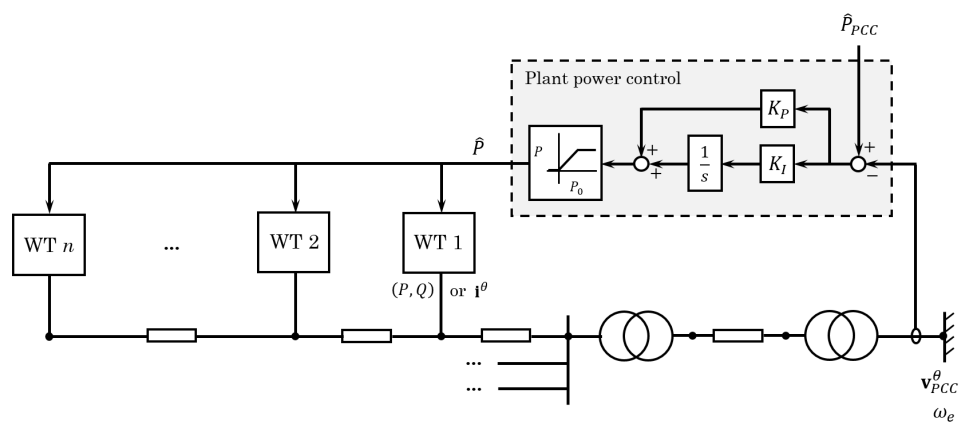 P̂_PCC
Plant power control
K_P
P̂
P
P_0
+
+
1/s
K_I
+
−
WT n
...
WT 2
WT 1
(P, Q) or i^θ
...
...
v^θ_PCC
ω_e